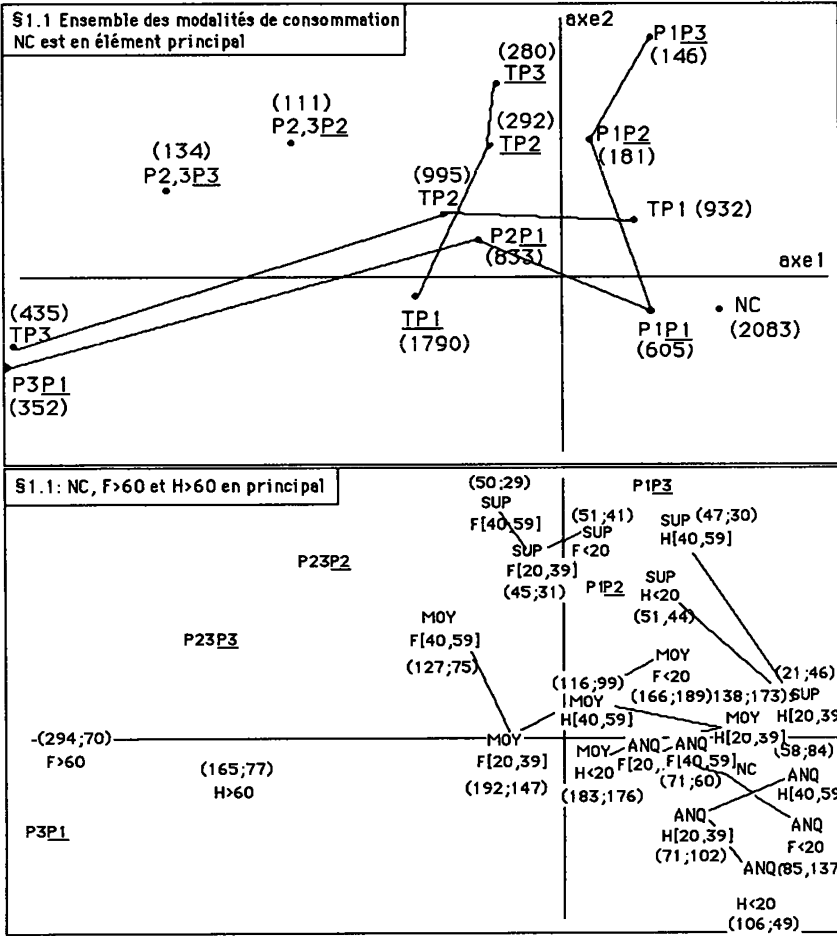 §1.1 Ensemble des modalités de consommation
NC est en élément principal
axe2
P1P3
(146)
(280)
TP3
(111)
P2,3P2
(292)
TP2
P1P2
(181)
(134)
P2,3P3
(995)
TP2
TP1 (932)
P2P1
(833)
axe1
(435)
TP3
TP1
(1790)
P1P1
(605)
NC
(2083)
P3P1
(352)
§1.1: NC, F>60 et H>60 en principal
(50;29)
SUP
F[40,59]
P1P3
(51;41)
SUP
F<20
SUP (47;30)
H[40,59]
P23P2
SUP
F[20,39]
(45;31)
P1P2
SUP
H<20
(51,44)
MOY
F[40,59]
(127;75)
P23P3
MOY
F<20
(166;189)
(116;99)
MOY
H[40,59]
(21;46)
SUP
H[20,39
138;173)
MOY
H[20,39]
-(294;70)
F>60
(165;77)
H>60
MOY
F[20,39]
(192;147)
MOY
H<20
(183;176)
ANQ
F[20,
ANQ
F[40,59]
(71;60)
NC
(58;84)
ANQ
H[40,59
P3P1
ANQ
H[20,39]
(71;102)
ANQ
F<20
(85,137
ANQ
H<20
(106;49)